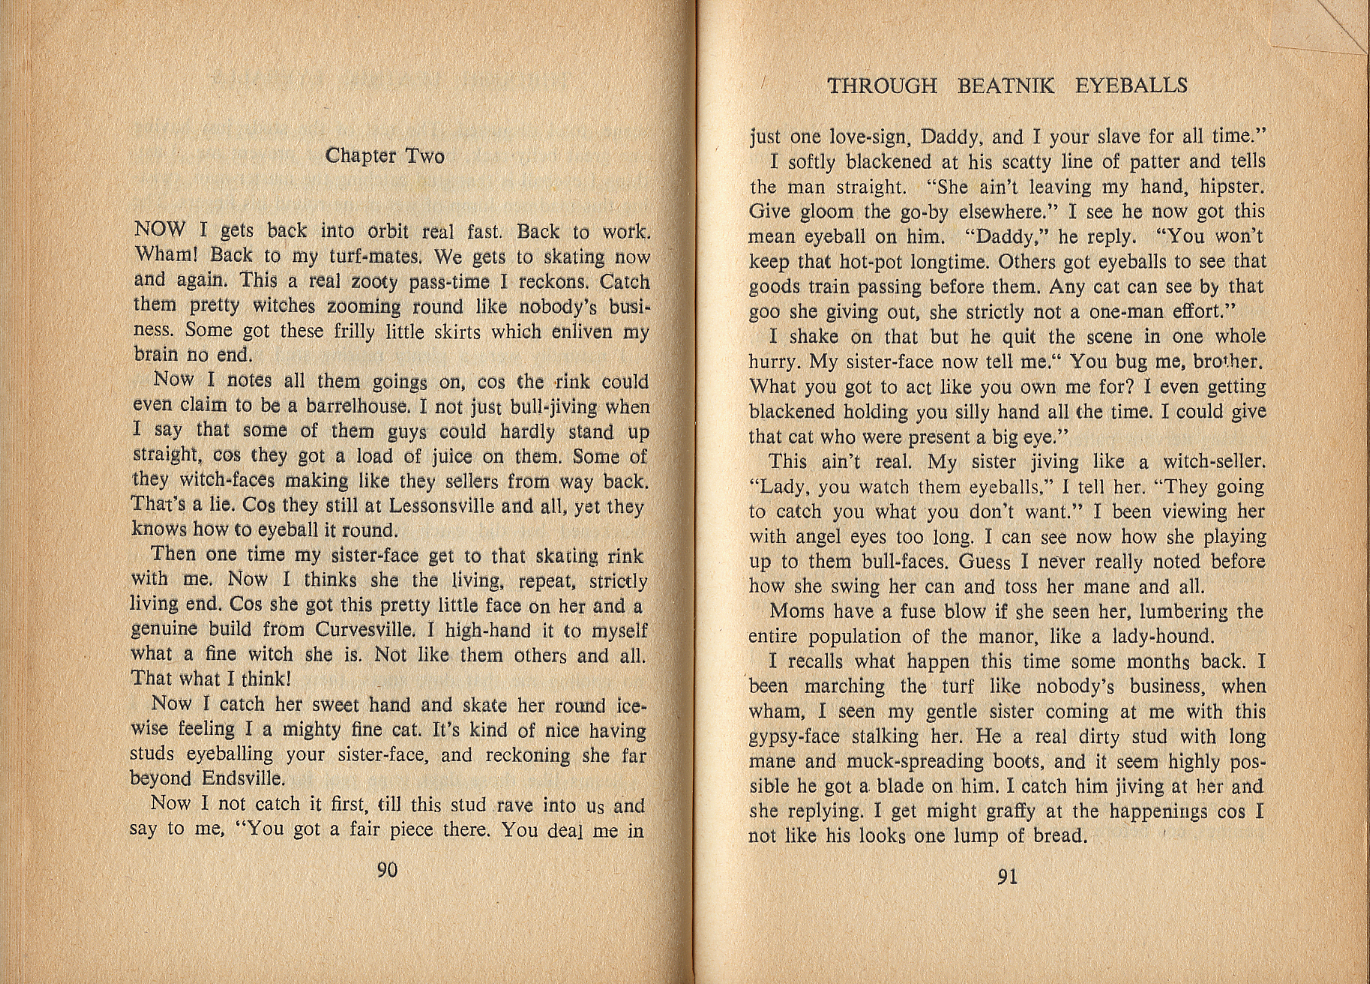 Chapter Two
NOW I gets back into orbit real fast. Back to work.
Wham! Back to my turf-mates. We gets to skating now
and again. This a real zooty pass-time I reckons. Catch
them pretty witches zooming round like nobody's busi-
ness. Some got these frilly little skirts which enliven my
brain no end.
Now I notes all them goings on, cos the rink could
even claim to be a barrelhouse. I not just bull-jiving when
I say that some of them guys could hardly stand up
straight, cos they got a load of juice on them. Some of
they witch-faces making like they sellers from way back.
That's a lie. Cos they still at Lessonsville and all, yet they
knows how to eyeball it round.
Then one time my sister-face get to that skating rink
with me. Now I thinks she the living, repeat, strictly
living end. Cos she got this pretty little face on her and a
genuine build from Curvesville. I high-hand it to myself
what a fine witch she is. Not like them others and all.
That what I think!
Now I catch her sweet hand and skate her round ice-
wise feeling I a mighty fine cat. It's kind of nice having
studs eyeballing your sister-face, and reckoning she far
beyond Endsville.
Now I not catch it first, till this stud rave into us and
say to me, "You got a fair piece there. You deal me in
90
THROUGH BEATNIK EYEBALLS
just one love-sign, Daddy, and I your slave for all time."
I softly blackened at his scatty line of patter and tells
the man straight. "She ain't leaving my hand, hipster.
Give gloom the go-by elsewhere." I see he now got this
mean eyeball on him. "Daddy," he reply. "You won't
keep that hot-pot longtime. Others got eyeballs to see that
goods train passing before them. Any cat can see by that
goo she giving out, she strictly not a one-man effort."
I shake on that but he quit the scene in one whole
hurry. My sister-face now tell me." You bug me, brother.
What you got to act like you own me for? I even getting
blackened holding you silly hand all the time. I could give
that cat who were present a big eye."
This ain't real. My sister jiving like a witch-seller.
"Lady, you watch them eyeballs," I tell her. "They going
to catch you what you don't want." I been viewing her
with angel eyes too long. I can see now how she playing
up to them bull-faces. Guess I never really noted before
how she swing her can and toss her mane and all.
Moms have a fuse blow if she seen her, lumbering the
entire population of the manor, like a lady-hound.
I recalls what happen this time some months back. I
been marching the turf like nobody's business, when
wham, I seen my gentle sister coming at me with this
gypsy-face stalking her. He a real dirty stud with long
mane and muck-spreading boots, and it seem highly pos-
sible he got a blade on him. I catch him jiving at her and
she replying. I get might graffy at the happenings cos I
not like his looks one lump of bread.
91